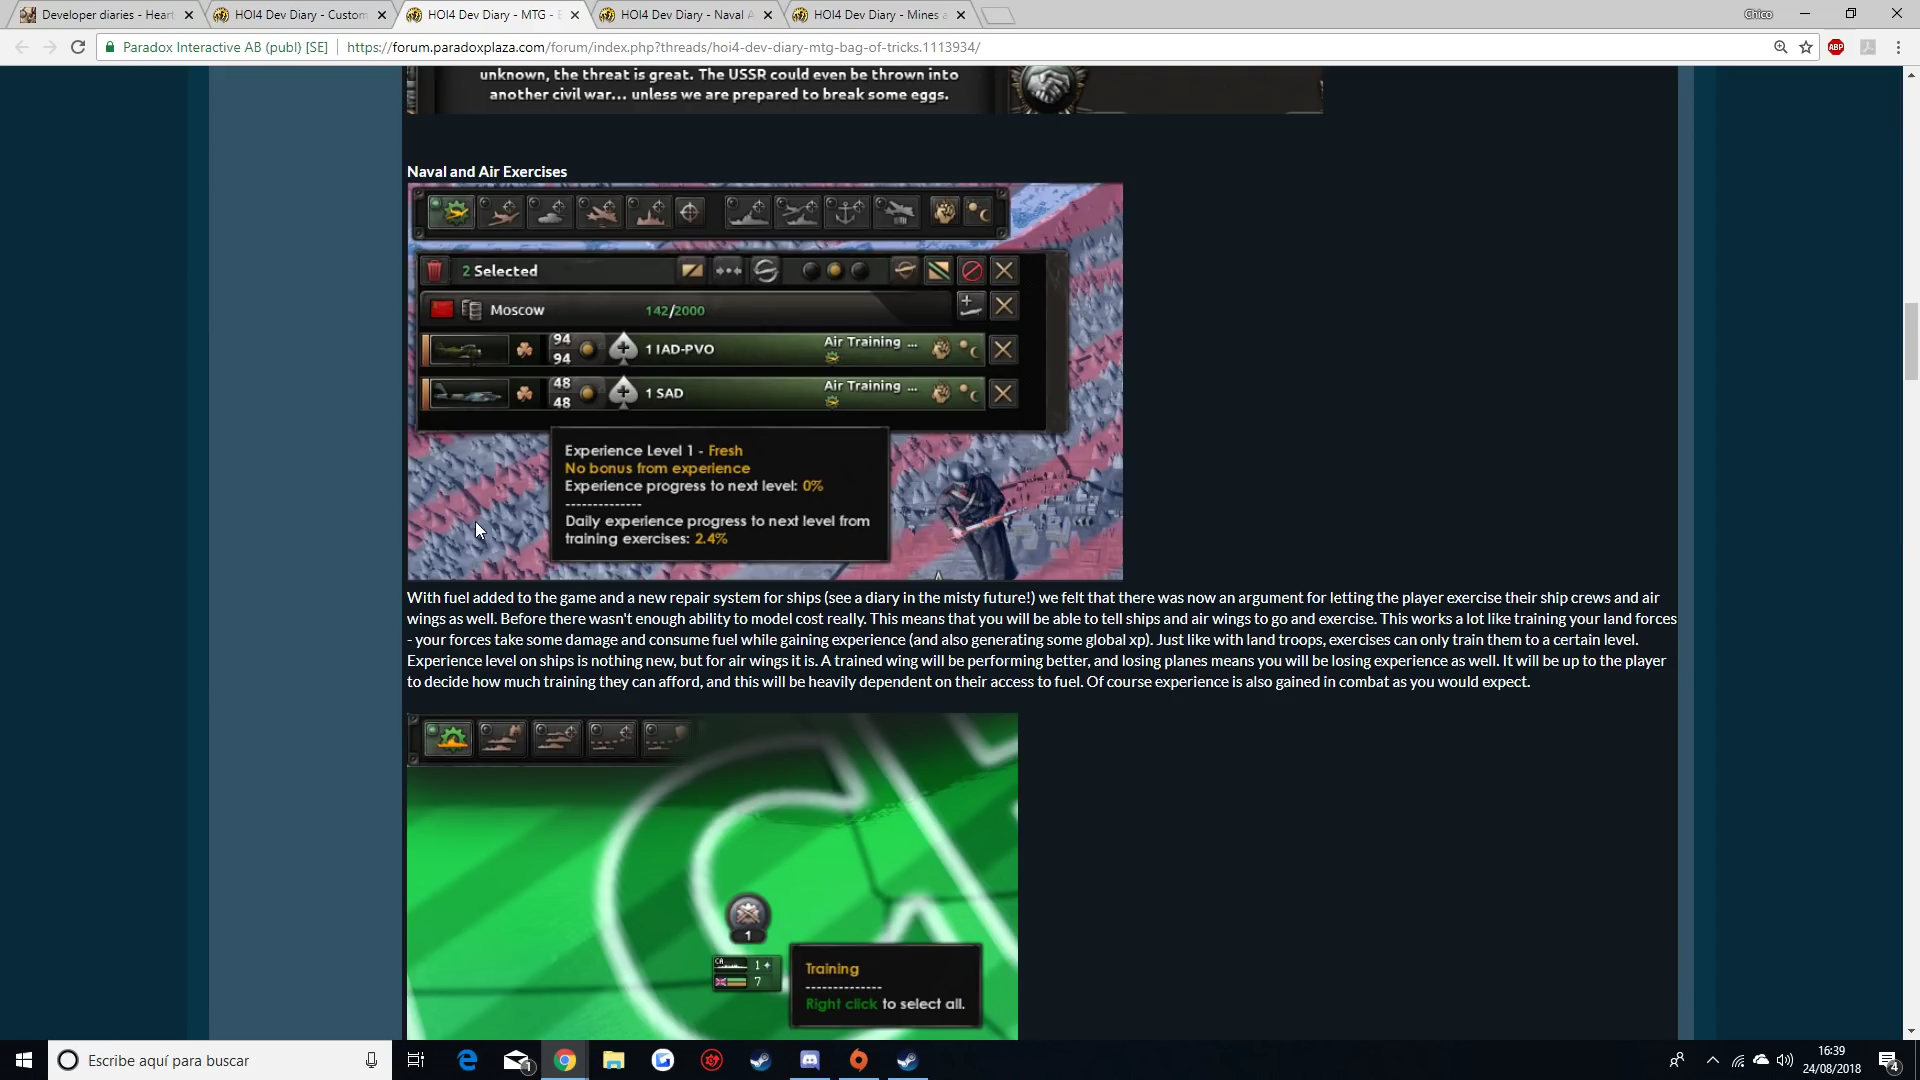 Developer diaries - Heart
HOI4 Dev Diary - Custom
HOI4 Dev Diary - MTG - B
HOI4 Dev Diary - Naval A
HOI4 Dev Diary - Mines a
Chico
Paradox Interactive AB (publ) [SE]
https://forum.paradoxplaza.com/forum/index.php?threads/hoi4-dev-diary-mtg-bag-of-tricks.1113934/
ABP
unknown, the threat is great. The USSR could even be thrown into
another civil war... unless we are prepared to break some eggs.
Naval and Air Exercises
2 Selected
Moscow 142/2000
94
94
1 IAD-PVO
Air Training ...
48
48
1 SAD
Air Training ...
Experience Level 1 - Fresh
No bonus from experience
Experience progress to next level: 0%
--------------
Daily experience progress to next level from
training exercises: 2.4%
With fuel added to the game and a new repair system for ships (see a diary in the misty future!) we felt that there was now an argument for letting the player exercise their ship crews and air
wings as well. Before there wasn't enough ability to model cost really. This means that you will be able to tell ships and air wings to go and exercise. This works a lot like training your land forces
- your forces take some damage and consume fuel while gaining experience (and also generating some global xp). Just like with land troops, exercises can only train them to a certain level.
Experience level on ships is nothing new, but for air wings it is. A trained wing will be performing better, and losing planes means you will be losing experience as well. It will be up to the player
to decide how much training they can afford, and this will be heavily dependent on their access to fuel. Of course experience is also gained in combat as you would expect.
1
CA 1
7
Training
--------------
Right click to select all.
Escribe aquí para buscar
1
16:39
24/08/2018
4